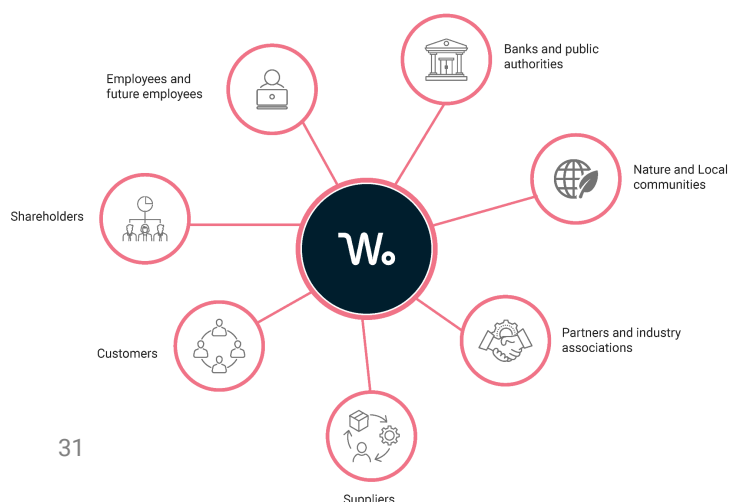 Banks and public
authorities
Employees and
future employees
Nature and Local
communities
Shareholders
Wo
Partners and industry
associations
Customers
31
Suppliers